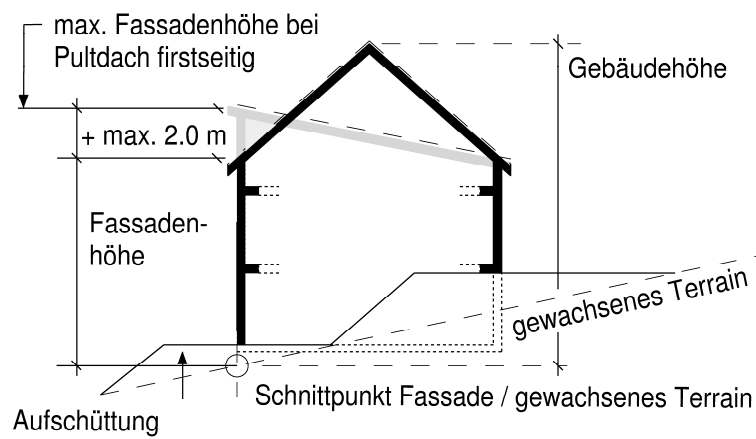 max. Fassadenhöhe bei
Pultdach firstseitig
Gebäudehöhe
+ max. 2.0 m
Fassaden-
höhe
gewachsenes Terrain
Schnittpunkt Fassade / gewachsenes Terrain
Aufschüttung